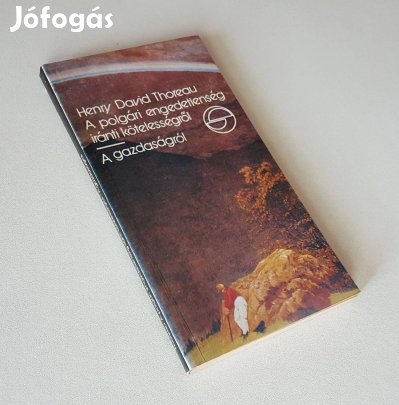 Jófogás
Henry David Thoreau
A polgári engedetlenség
iránti kötelességről
A gazdaságról